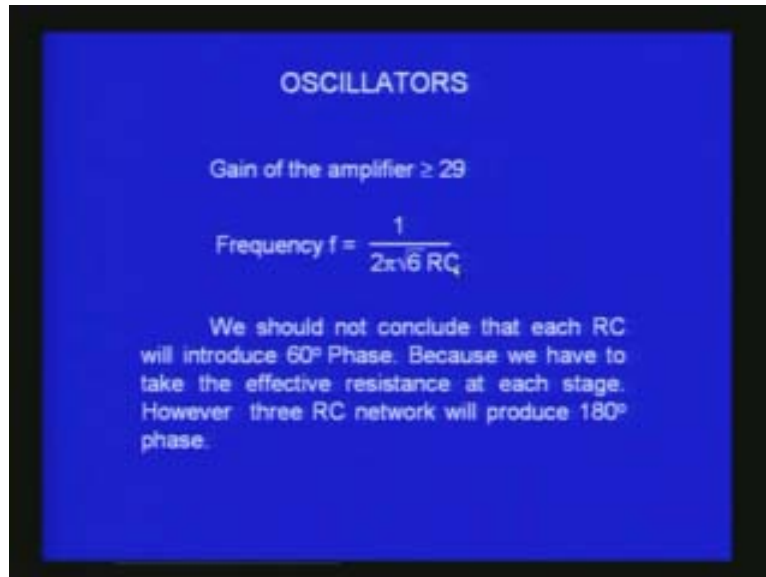 OSCILLATORS
Gain of the amplifier ≥ 29
Frequency f = 1 / 2π√6 RC
We should not conclude that each RC
will introduce 60º Phase. Because we have to
take the effective resistance at each stage.
However three RC network will produce 180º
phase.